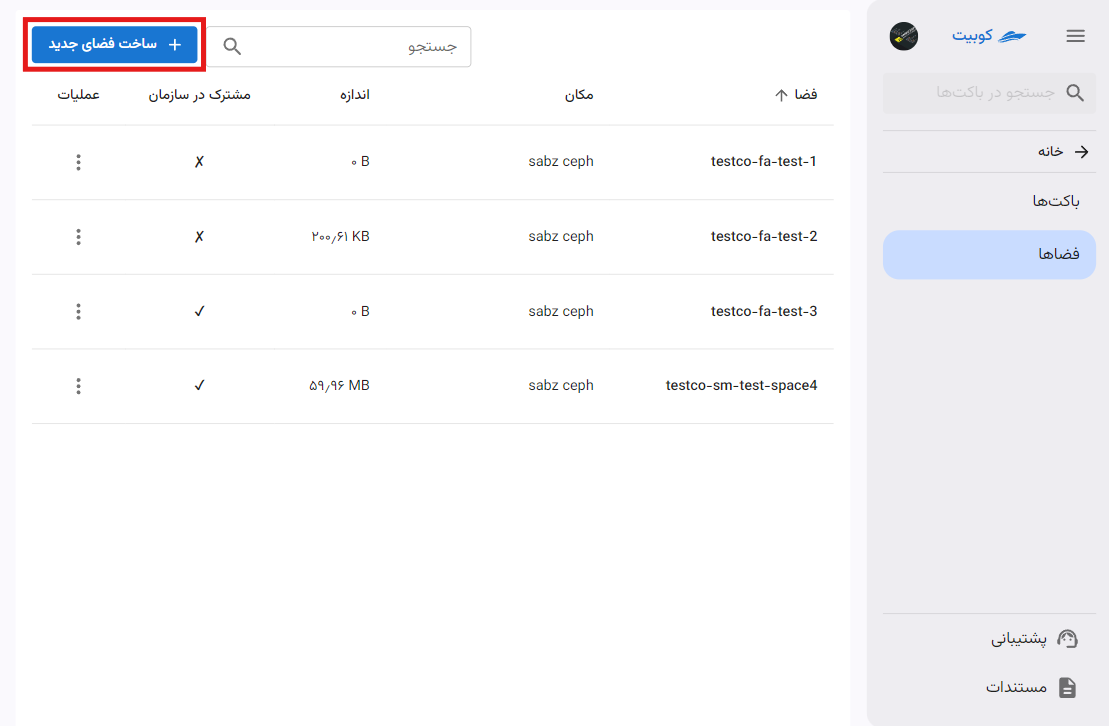 کوبیت
جستجو در باکت‌ها
خانه
باکت‌ها
فضاها
پشتیبانی
مستندات
جستجو
ساخت فضای جدید
فضا مکان اندازه مشترک در سازمان عملیات
testco-fa-test-1 sabz ceph ۰ B ✗
testco-fa-test-2 sabz ceph ۲۰۰٫۶۱ KB ✗
testco-fa-test-3 sabz ceph ۰ B ✓
testco-sm-test-space4 sabz ceph ۵۹٫۹۶ MB ✓